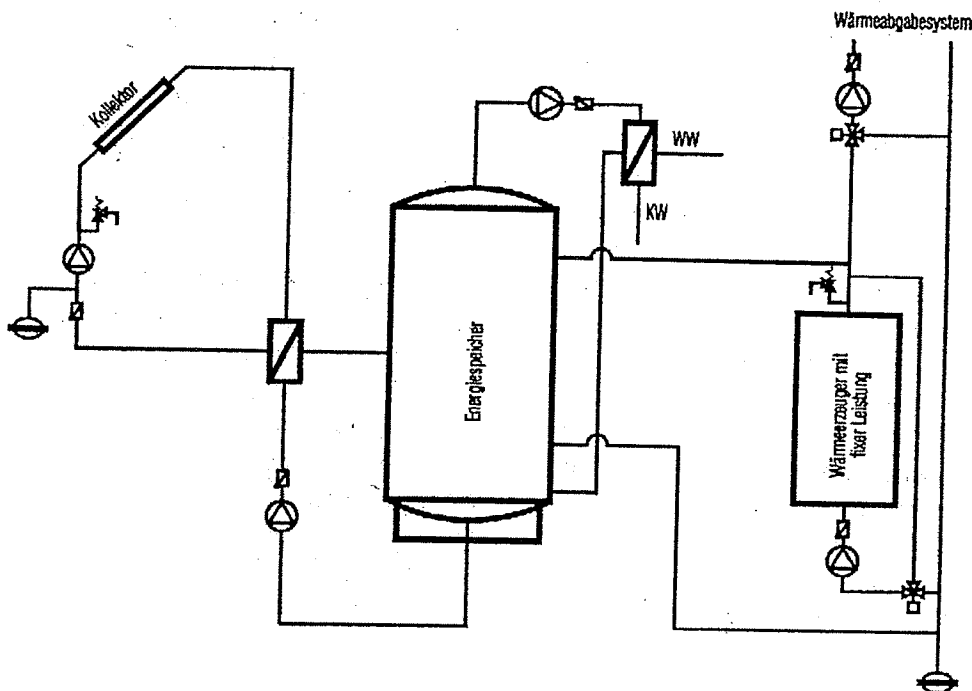 Wärmeabgabesystem
Kollektor
WW
KW
Energiespeicher
Wärmeerzeuger mit
fixer Leistung